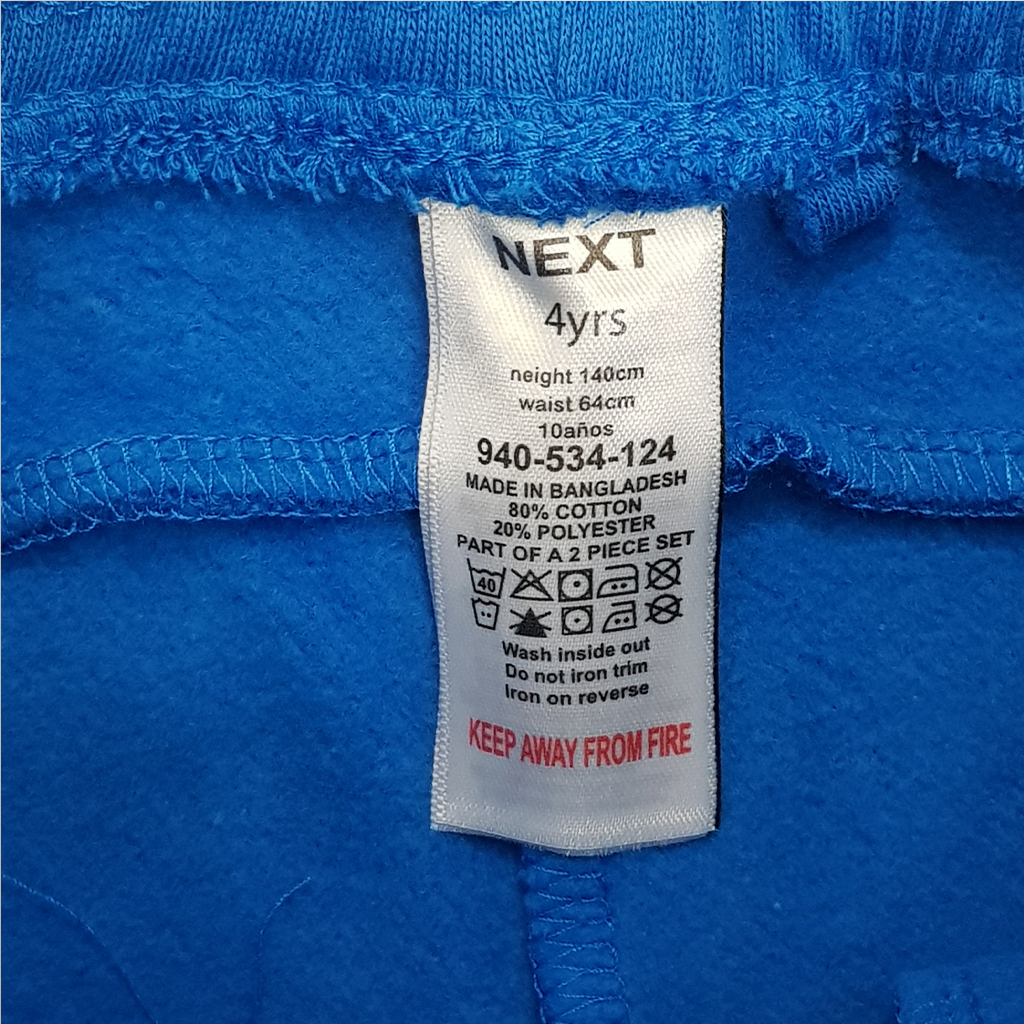 NEXT
4yrs
neight 140cm
waist 64cm
10años
940-534-124
MADE IN BANGLADESH
80% COTTON
20% POLYESTER
PART OF A 2 PIECE SET
40
Wash inside out
Do not iron trim
Iron on reverse
KEEP AWAY FROM FIRE